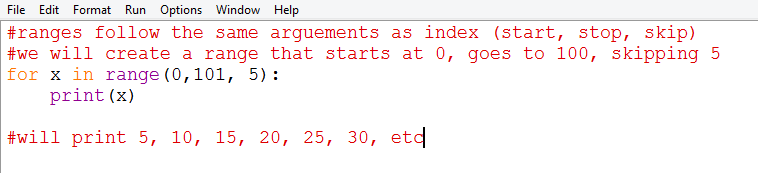 File Edit Format Run Options Window Help
#ranges follow the same arguements as index (start, stop, skip)
#we will create a range that starts at 0, goes to 100, skipping 5
for x in range(0,101, 5):
    print(x)
#will print 5, 10, 15, 20, 25, 30, etc